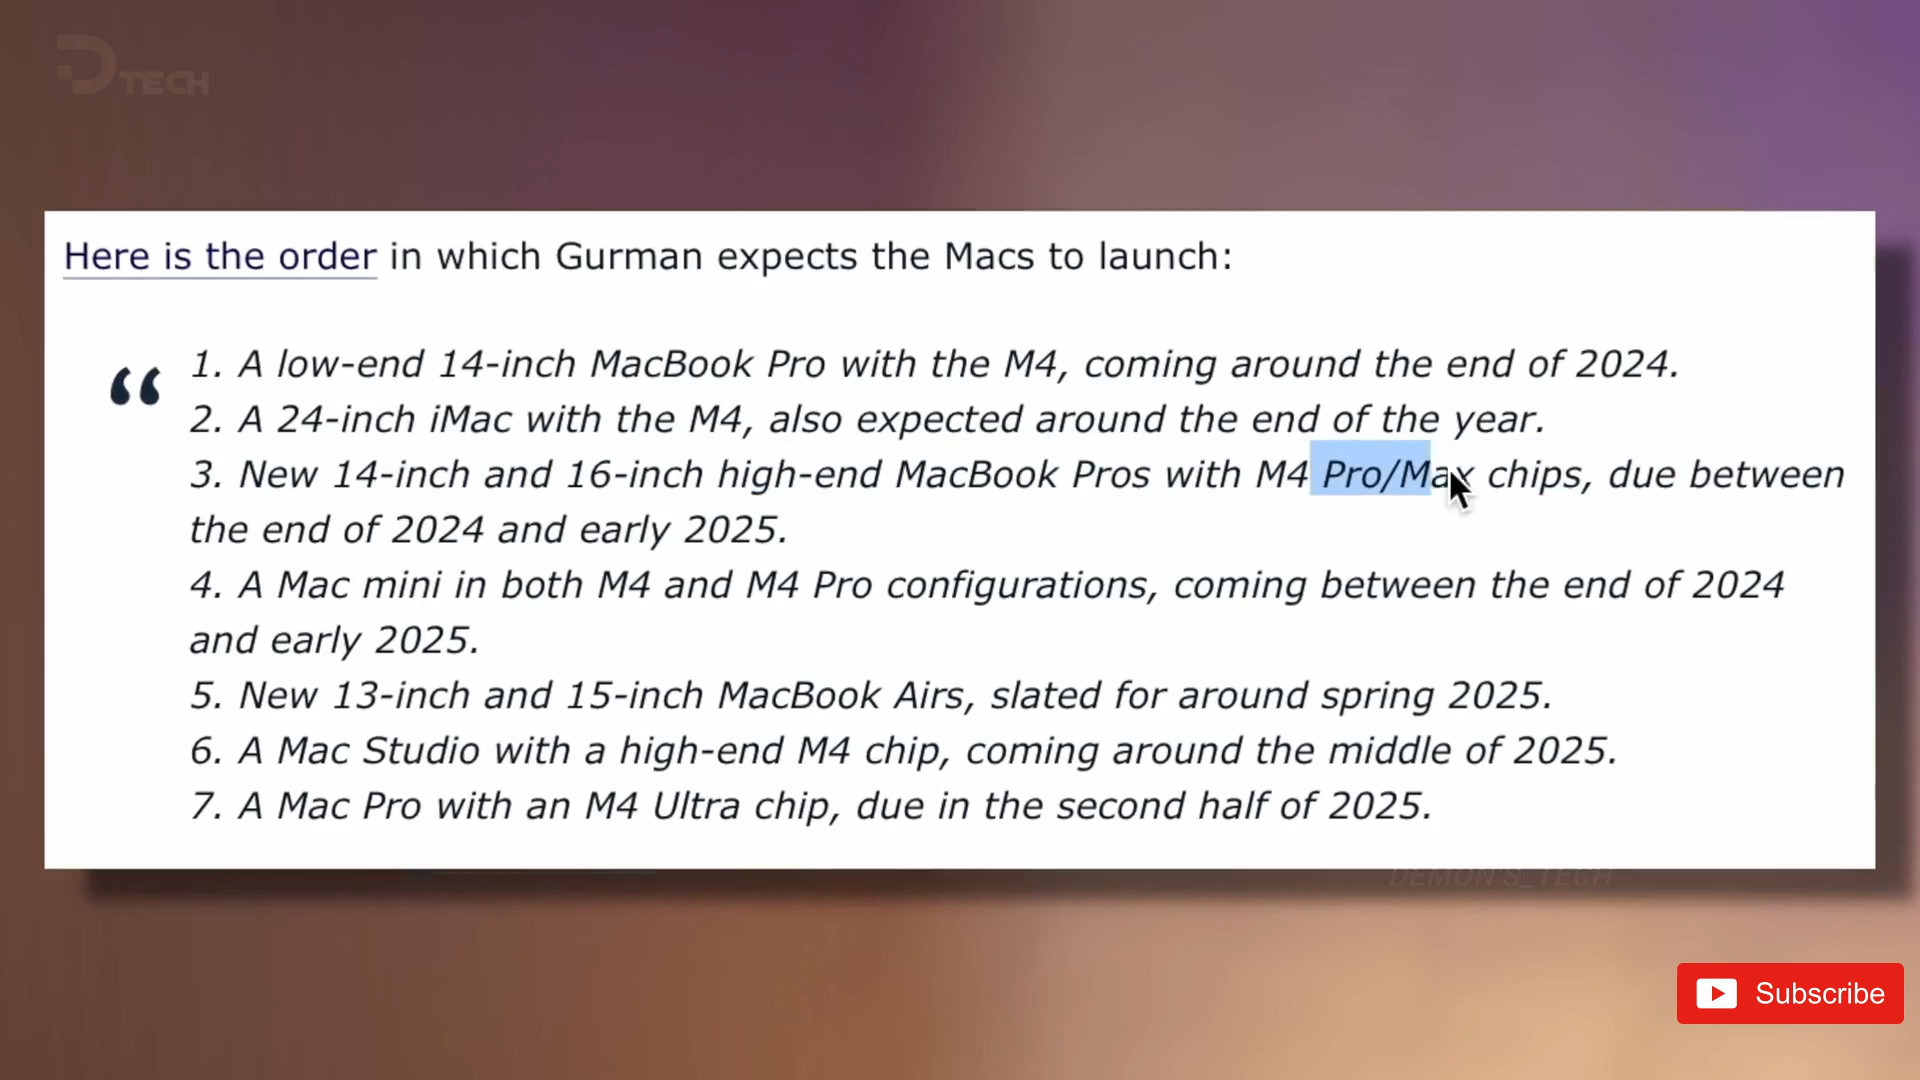 TECH
Here is the order in which Gurman expects the Macs to launch:
“ 1. A low-end 14-inch MacBook Pro with the M4, coming around the end of 2024.
2. A 24-inch iMac with the M4, also expected around the end of the year.
3. New 14-inch and 16-inch high-end MacBook Pros with M4 Pro/Max chips, due between
the end of 2024 and early 2025.
4. A Mac mini in both M4 and M4 Pro configurations, coming between the end of 2024
and early 2025.
5. New 13-inch and 15-inch MacBook Airs, slated for around spring 2025.
6. A Mac Studio with a high-end M4 chip, coming around the middle of 2025.
7. A Mac Pro with an M4 Ultra chip, due in the second half of 2025.
DEMON'S_TECH
Subscribe